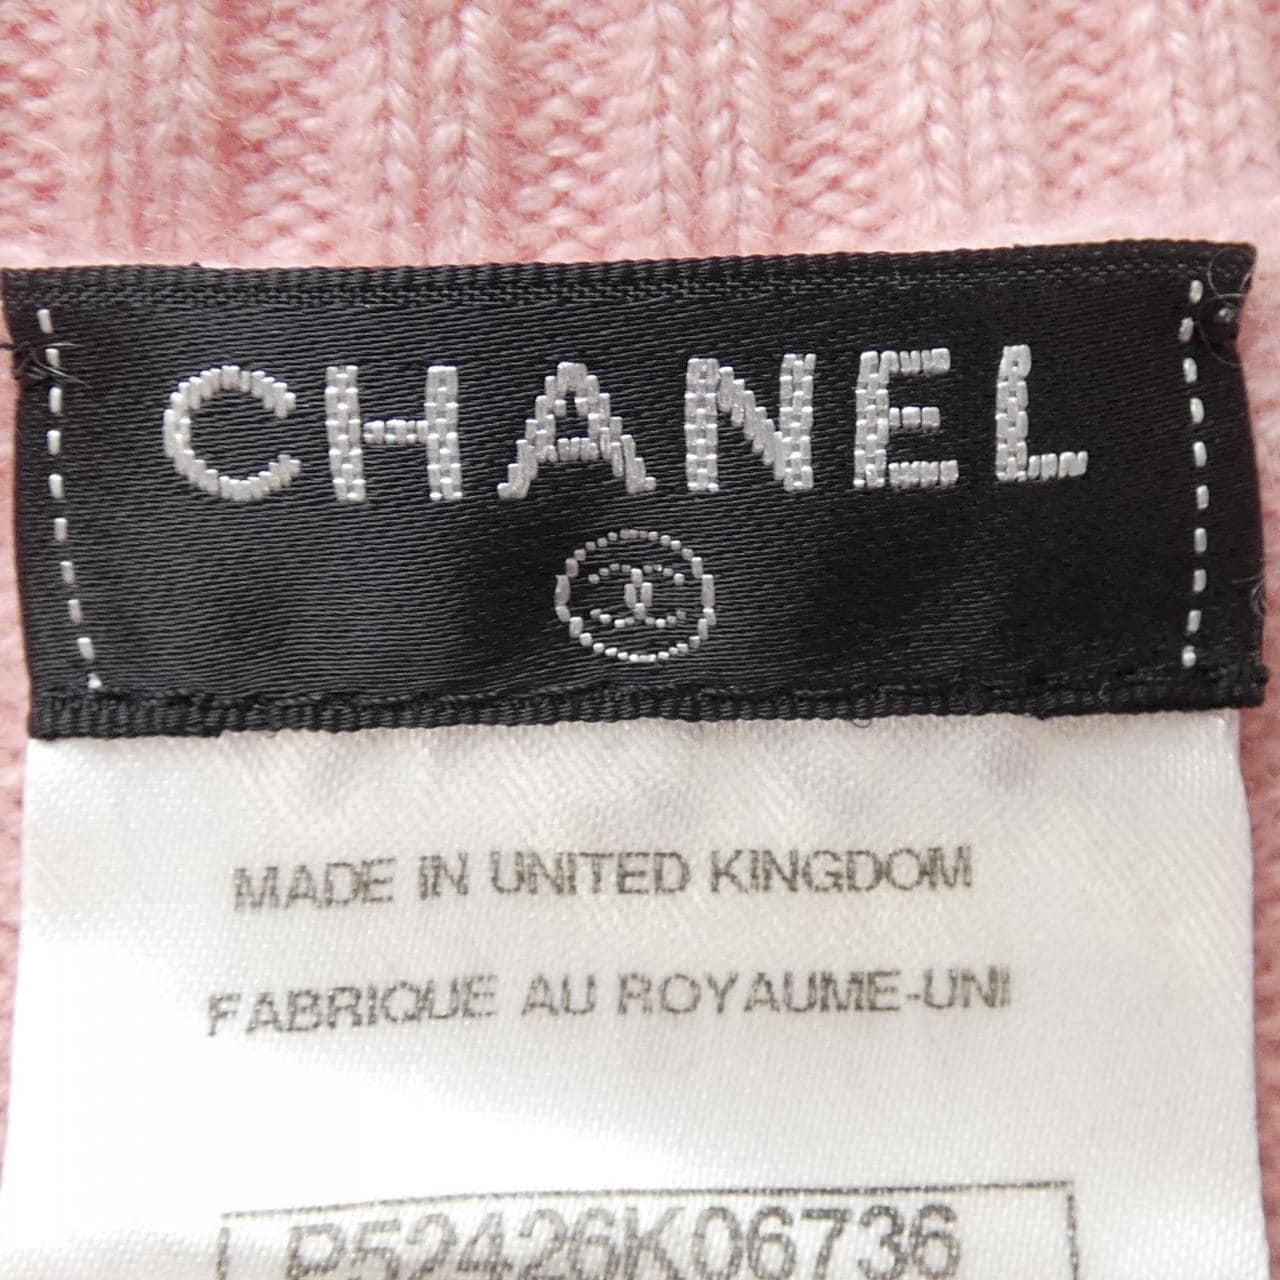 CHANEL
MADE IN UNITED KINGDOM
FABRIQUE AU ROYAUME-UNI
P52426K06736